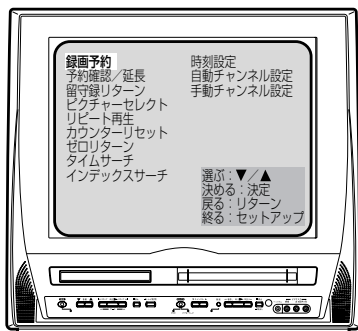 録画予約
予約確認／延長
留守録リターン
ピクチャーセレクト
リピート再生
カウンターリセット
ゼロリターン
タイムサーチ
インデックスサーチ
時刻設定
自動チャンネル設定
手動チャンネル設定
選ぶ：▼／▲
決める：決定
戻る：リターン
終る：セットアップ